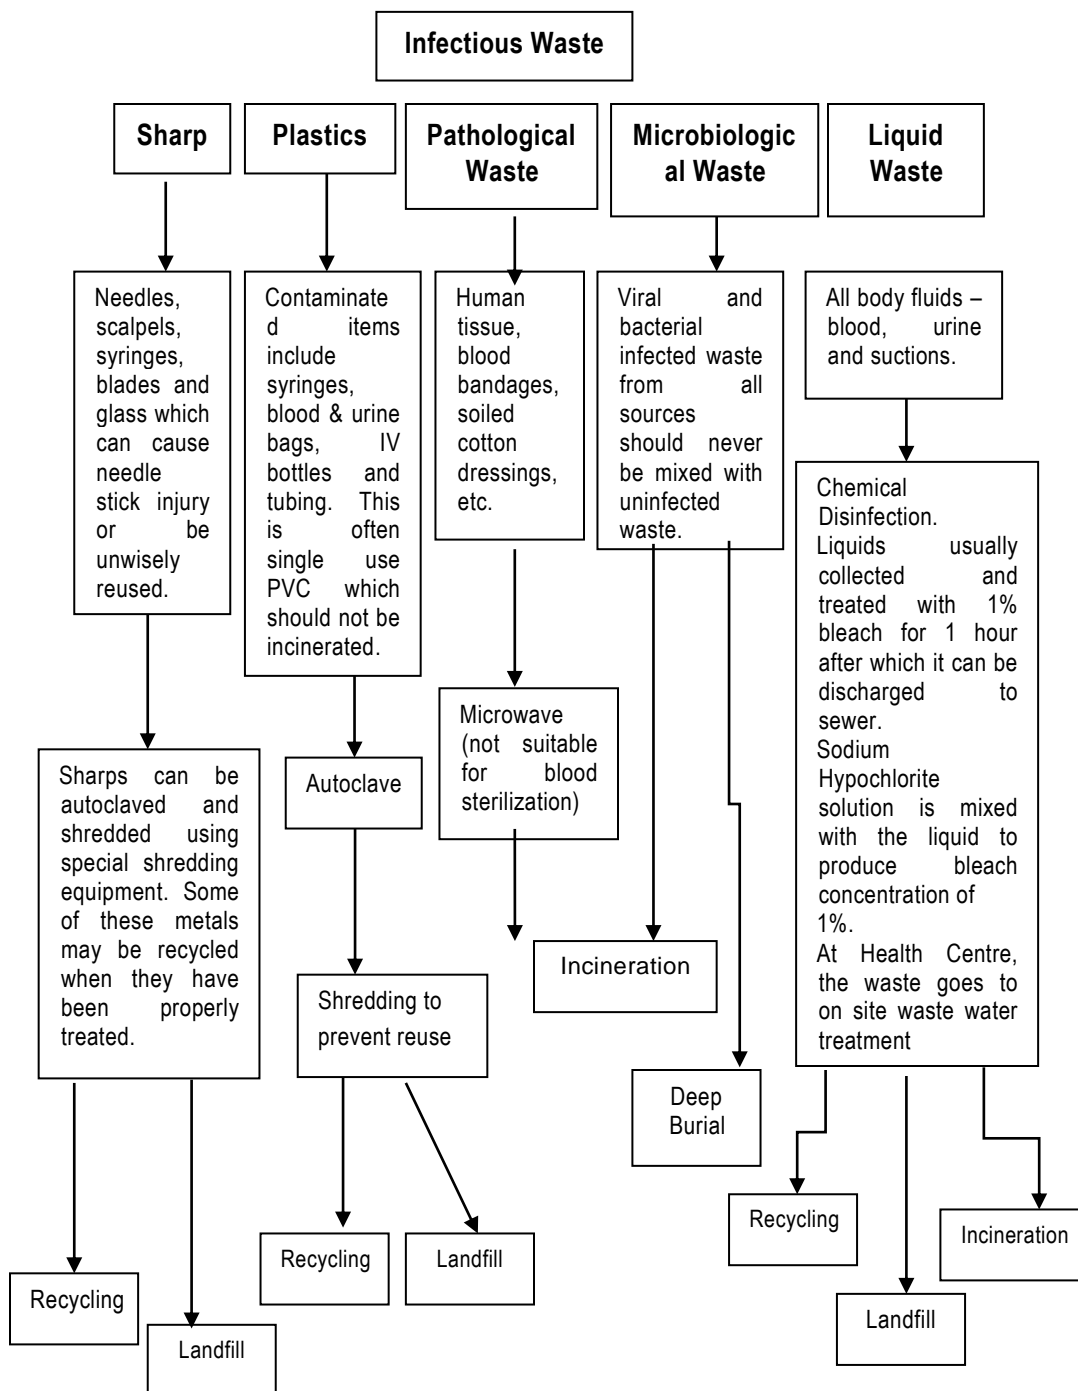 Infectious Waste
Sharp
Plastics
Pathological
Waste
Microbiologic
al Waste
Liquid
Waste
Needles,
scalpels,
syringes,
blades and
glass which
can cause
needle
stick injury
or be
unwisely
reused.
Contaminate
d items
include
syringes,
blood & urine
bags, IV
bottles and
tubing. This
is often
single use
PVC which
should not be
incinerated.
Human
tissue,
blood
bandages,
soiled
cotton
dressings,
etc.
Viral and
bacterial
infected waste
from all
sources
should never
be mixed with
uninfected
waste.
All body fluids –
blood, urine
and suctions.
Chemical
Disinfection.
Liquids usually
collected and
treated with 1%
bleach for 1 hour
after which it can be
discharged to
sewer.
Sodium
Hypochlorite
solution is mixed
with the liquid to
produce bleach
concentration of
1%.
At Health Centre,
the waste goes to
on site waste water
treatment
Sharps can be
autoclaved and
shredded using
special shredding
equipment. Some
of these metals
may be recycled
when they have
been properly
treated.
Autoclave
Microwave
(not suitable
for blood
sterilization)
Shredding to
prevent reuse
Incineration
Deep
Burial
Recycling
Landfill
Recycling
Landfill
Recycling
Landfill
Incineration